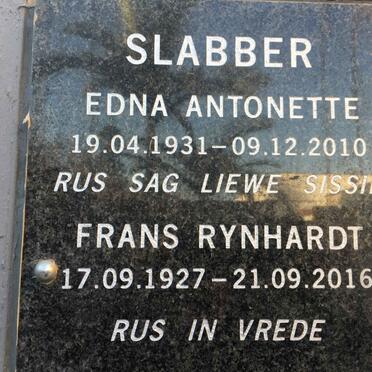 SLABBER
EDNA ANTONETTE
19.04.1931-09.12.2010
RUS SAG LIEWE SISSIE
FRANS RYNHARDT
17.09.1927-21.09.2016
RUS IN VREDE